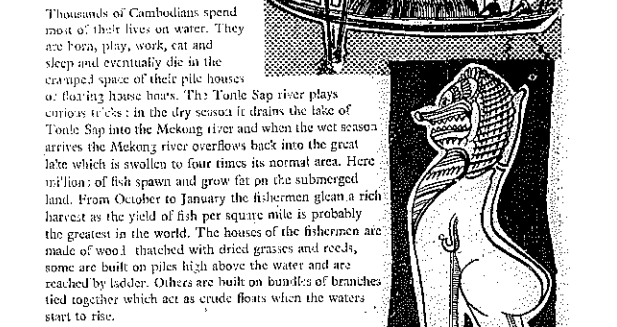 Thousands of Cambodians spend
most of their lives on water. They
are born, play, work, eat and
sleep and eventually die in the
cramped space of their pile houses
or floating house boats. The Tonle Sap river plays
curious tricks: in the dry season it drains the lake of
Tonle Sap into the Mekong river and when the wet season
arrives the Mekong river overflows back into the great
lake which is swollen to four times its normal area. Here
millions of fish spawn and grow fat on the submerged
land. From October to January the fishermen glean a rich
harvest as the yield of fish per square mile is probably
the greatest in the world. The houses of the fishermen are
made of wood thatched with dried grasses and reeds,
some are built on piles high above the water and are
reached by ladder. Others are built on bundles of branches
tied together which act as crude floats when the waters
start to rise.